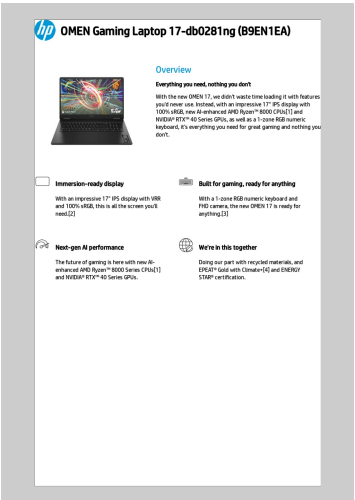 hp OMEN Gaming Laptop 17-db0281ng (B9EN1EA)
Overview
Everything you need, nothing you don't
With the new OMEN 17, we didn't waste time loading it with features
you'd never use. Instead, with an impressive 17" IPS display with
100% sRGB, new AI-enhanced AMD Ryzen™ 8000 CPUs[1] and
NVIDIA® RTX™ 40 Series GPUs, as well as a 1-zone RGB numeric
keyboard, it's everything you need for great gaming and nothing you
don't.
Immersion-ready display
With an impressive 17" IPS display with VRR
and 100% sRGB, this is all the screen you'll
need.[2]
Built for gaming, ready for anything
With a 1-zone RGB numeric keyboard and
FHD camera, the new OMEN 17 is ready for
anything.[3]
Next-gen AI performance
The future of gaming is here with new AI-
enhanced AMD Ryzen™ 8000 Series CPUs[1]
and NVIDIA® RTX™ 40 Series GPUs.
We're in this together
Doing our part with recycled materials, and
EPEAT® Gold with Climate+[4] and ENERGY
STAR® certification.